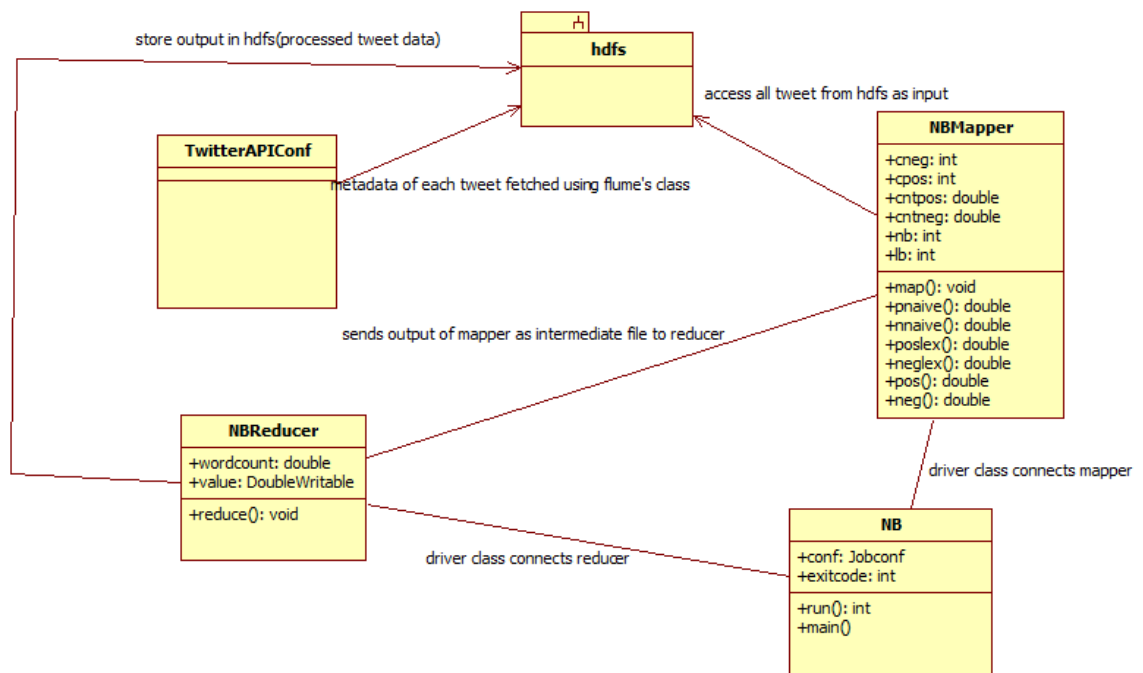 store output in hdfs(processed tweet data)
hdfs
access all tweet from hdfs as input
TwitterAPIConf
metadata of each tweet fetched using flume's class
NBMapper
+cneg: int
+cpos: int
+cntpos: double
+cntneg: double
+nb: int
+lb: int
+map(): void
+pnaive(): double
+nnaive(): double
+poslex(): double
+neglex(): double
+pos(): double
+neg(): double
sends output of mapper as intermediate file to reducer
NBReducer
+wordcount: double
+value: DoubleWritable
+reduce(): void
driver class connects mapper
driver class connects reducer
NB
+conf: Jobconf
+exitcode: int
+run(): int
+main()